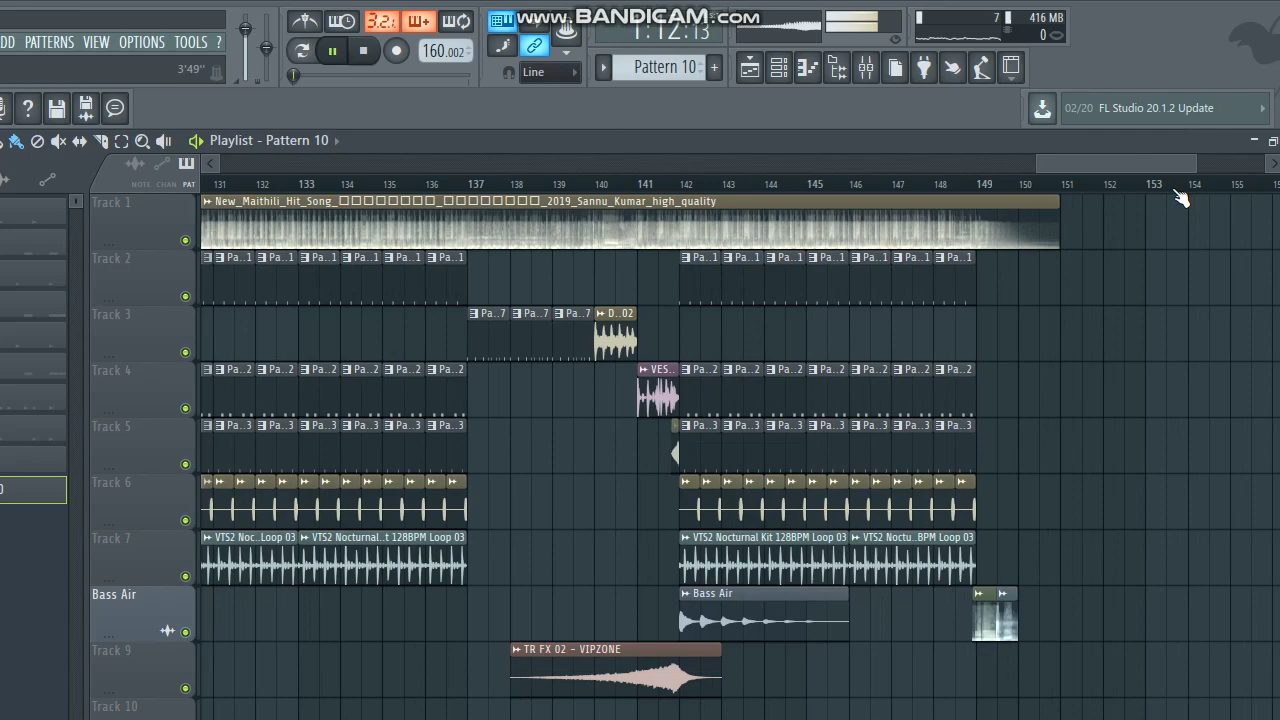 www.BANDICAM.com
3.2.
160.002
1:12:13
Line
Pattern 10
7
416 MB
0
DD PATTERNS VIEW OPTIONS TOOLS ?
3'49"
02/20 FL Studio 20.1.2 Update
Playlist - Pattern 10
NOTE CHAN PAT
131 132 133 134 135 136 137 138 139 140 141 142 143 144 145 146 147 148 149 150 151 152 153 154 155
Track 1
New_Maithili_Hit_Song_□□□□□□□□_□□□□□□□_2019_Sannu_Kumar_high_quality
Track 2
Pa..1 Pa..1 Pa..1 Pa..1 Pa..1 Pa..1 Pa..1 Pa..1 Pa..1 Pa..1 Pa..1 Pa..1 Pa..1
Track 3
Pa..7 Pa..7 Pa..7 D..02
Track 4
Pa..2 Pa..2 Pa..2 Pa..2 Pa..2 Pa..2 VES.. Pa..2 Pa..2 Pa..2 Pa..2 Pa..2 Pa..2 Pa..2
Track 5
Pa..3 Pa..3 Pa..3 Pa..3 Pa..3 Pa..3 Pa..3 Pa..3 Pa..3 Pa..3 Pa..3 Pa..3 Pa..3
Track 6
Track 7
VTS2 Noc..Loop 03 VTS2 Nocturnal..t 128BPM Loop 03 VTS2 Nocturnal Kit 128BPM Loop 03 VTS2 Noctu..BPM Loop 03
Bass Air
Bass Air
Track 9
TR FX 02 - VIPZONE
Track 10